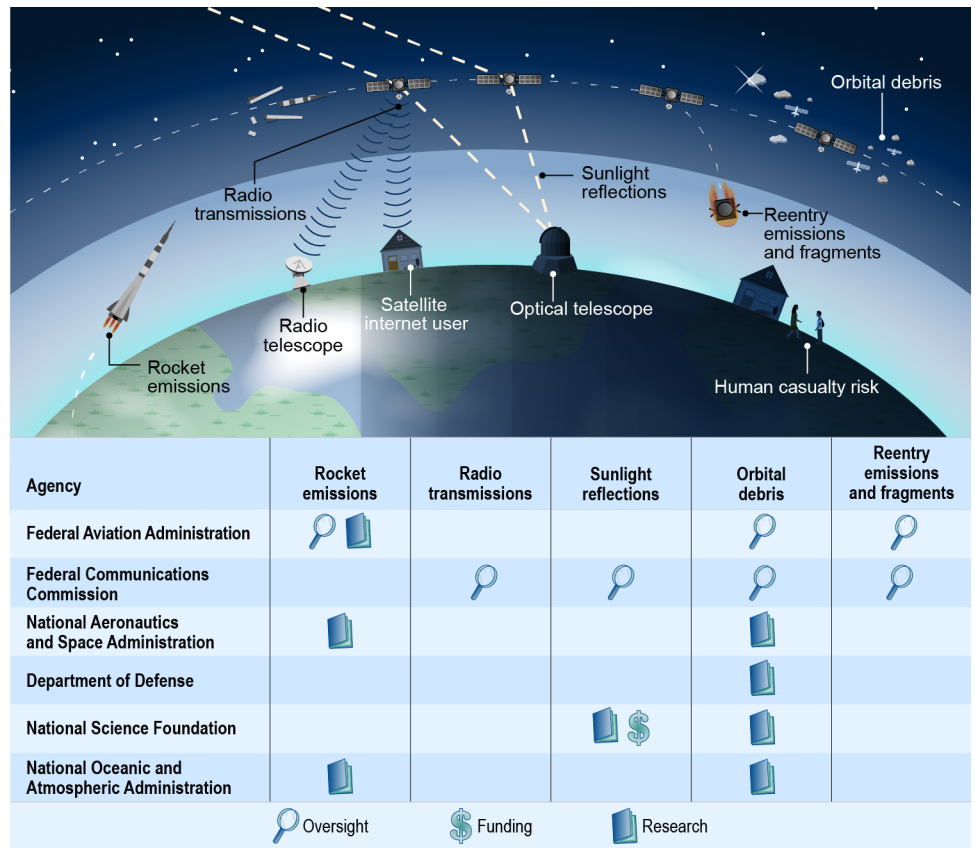 Orbital debris
Radio
transmissions
Sunlight
reflections
Reentry
emissions
and fragments
Satellite
internet user
Optical telescope
Radio
telescope
Rocket
emissions
Human casualty risk
Agency
Rocket
emissions
Radio
transmissions
Sunlight
reflections
Orbital
debris
Reentry
emissions
and fragments
Federal Aviation Administration
Federal Communications
Commission
National Aeronautics
and Space Administration
Department of Defense
National Science Foundation
National Oceanic and
Atmospheric Administration
Oversight
$ Funding
Research